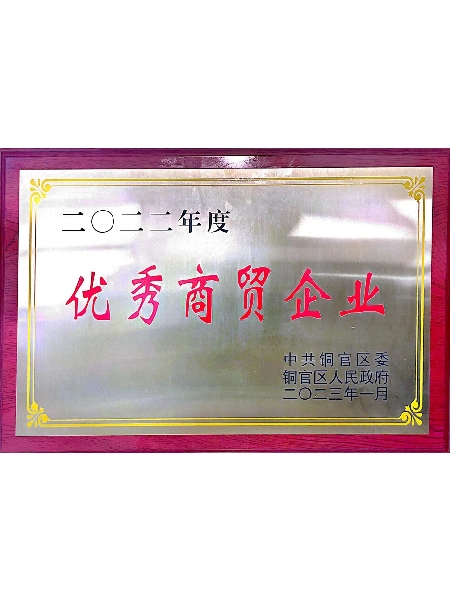 二〇二二年度
优秀商贸企业
中共铜官区委
铜官区人民政府
二〇二三年一月